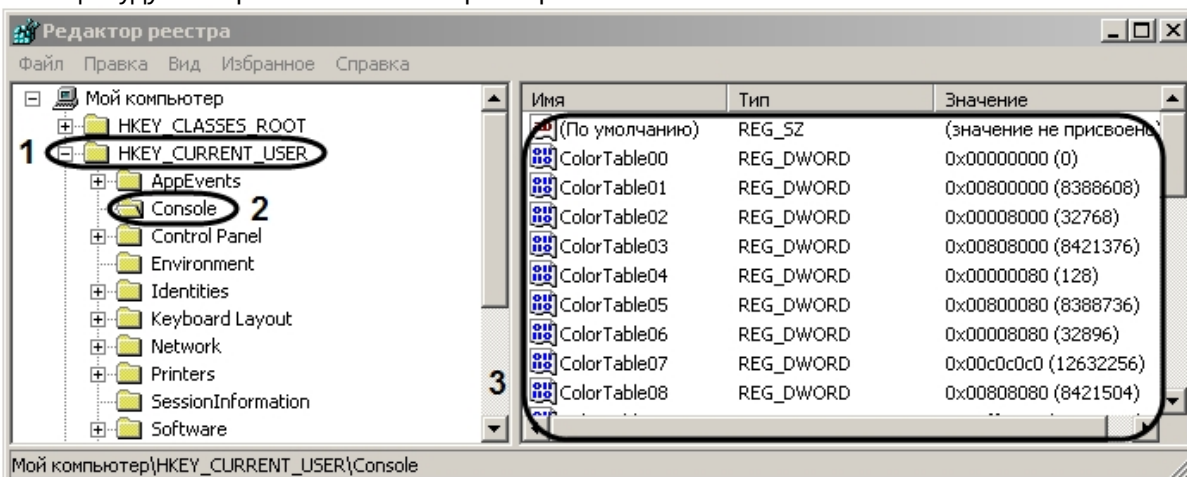 Редактор реестра
Файл Правка Вид Избранное Справка
Мой компьютер
HKEY_CLASSES_ROOT
1 HKEY_CURRENT_USER
AppEvents
Console 2
Control Panel
Environment
Identities
Keyboard Layout
Network
Printers
SessionInformation
Software
3
Имя Тип Значение
(По умолчанию) REG_SZ (значение не присвоено)
ColorTable00 REG_DWORD 0x00000000 (0)
ColorTable01 REG_DWORD 0x00800000 (8388608)
ColorTable02 REG_DWORD 0x00008000 (32768)
ColorTable03 REG_DWORD 0x00808000 (8421376)
ColorTable04 REG_DWORD 0x00000080 (128)
ColorTable05 REG_DWORD 0x00800080 (8388736)
ColorTable06 REG_DWORD 0x00008080 (32896)
ColorTable07 REG_DWORD 0x00c0c0c0 (12632256)
ColorTable08 REG_DWORD 0x00808080 (8421504)
Мой компьютер\HKEY_CURRENT_USER\Console